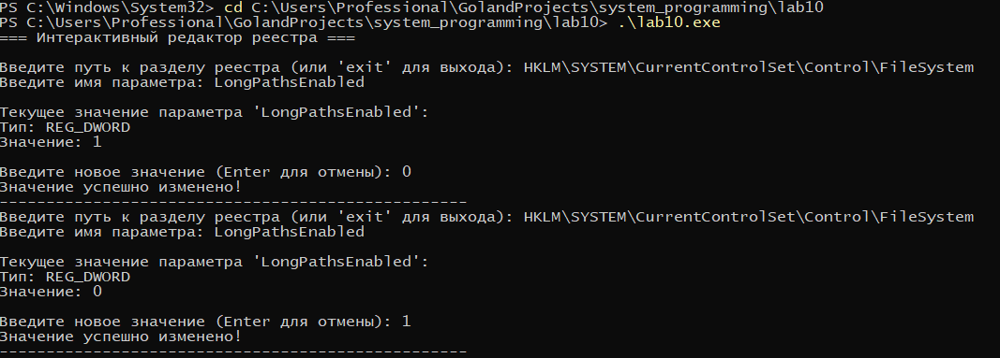 PS C:\Windows\System32> cd C:\Users\Professional\GolandProjects\system_programming\lab10
PS C:\Users\Professional\GolandProjects\system_programming\lab10> .\lab10.exe
=== Интерактивный редактор реестра ===
Введите путь к разделу реестра (или 'exit' для выхода): HKLM\SYSTEM\CurrentControlSet\Control\FileSystem
Введите имя параметра: LongPathsEnabled
Текущее значение параметра 'LongPathsEnabled':
Тип: REG_DWORD
Значение: 1
Введите новое значение (Enter для отмены): 0
Значение успешно изменено!
--------------------------------------------------
Введите путь к разделу реестра (или 'exit' для выхода): HKLM\SYSTEM\CurrentControlSet\Control\FileSystem
Введите имя параметра: LongPathsEnabled
Текущее значение параметра 'LongPathsEnabled':
Тип: REG_DWORD
Значение: 0
Введите новое значение (Enter для отмены): 1
Значение успешно изменено!
--------------------------------------------------